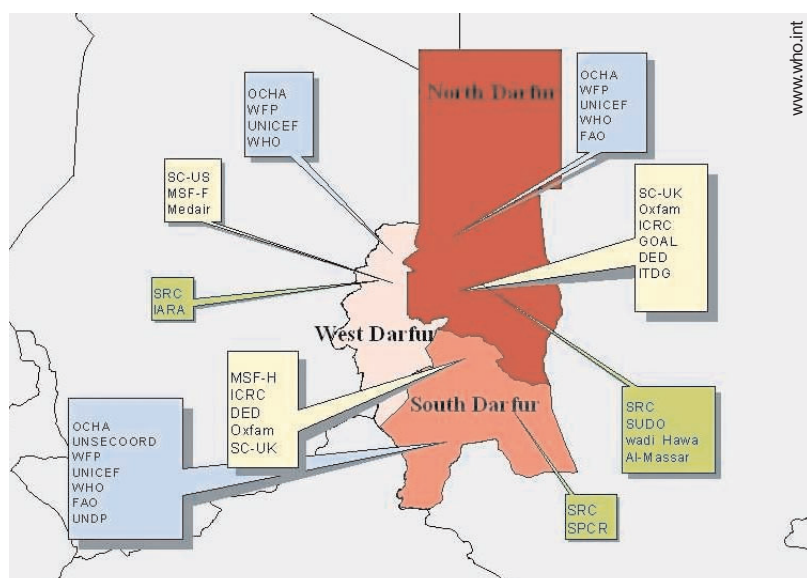 www.who.int
North Darfur
OCHA
WFP
UNICEF
WHO
OCHA
WFP
UNICEF
WHO
FAO
SC-US
MSF-F
Medair
SC-UK
Oxfam
ICRC
GOAL
DED
ITDG
SRC
IARA
West Darfur
MSF-H
ICRC
DED
Oxfam
SC-UK
South Darfur
SRC
SUDO
wadi Hawa
Al-Massar
OCHA
UNSECOORD
WFP
UNICEF
WHO
FAO
UNDP
SRC
SPCR